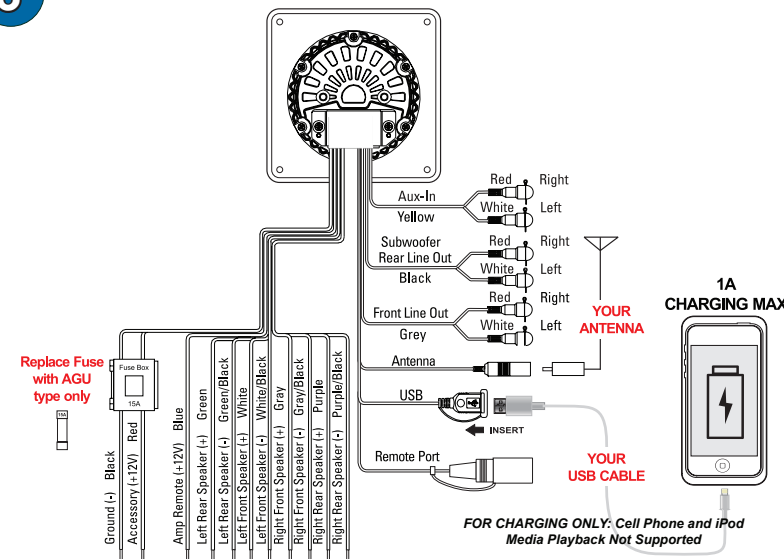 Aux-In
Yellow
Red Right
White Left
Subwoofer
Rear Line Out
Black
Red Right
White Left
Front Line Out
Grey
Red Right
White Left
YOUR
ANTENNA
1A
CHARGING MAX
Antenna
USB
INSERT
Remote Port
YOUR
USB CABLE
FOR CHARGING ONLY: Cell Phone and iPod
Media Playback Not Supported
Replace Fuse
with AGU
type only
15A
Fuse Box
15A
Ground (-) Black
Accessory (+12V) Red
Amp Remote (+12V) Blue
Left Rear Speaker (+) Green
Left Rear Speaker (-) Green/Black
Left Front Speaker (+) White
Left Front Speaker (-) White/Black
Right Front Speaker (+) Gray
Right Front Speaker (-) Gray/Black
Right Rear Speaker (+) Purple
Right Rear Speaker (-) Purple/Black